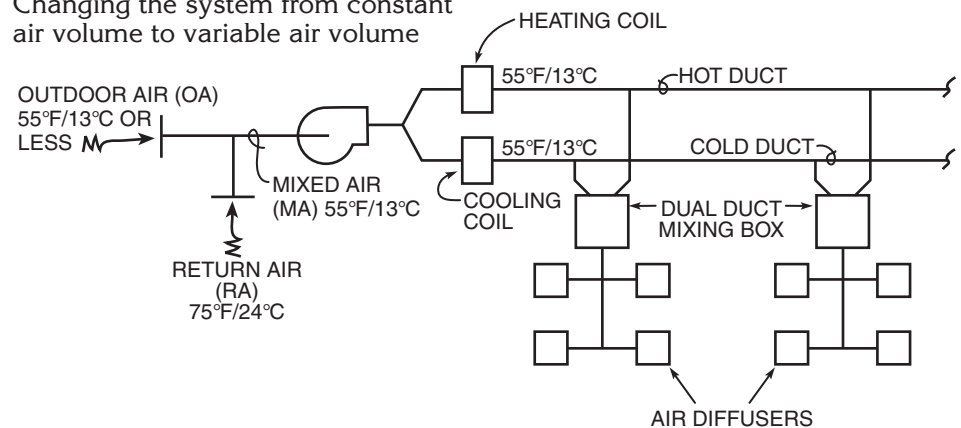 Changing the system from constant
air volume to variable air volume
HEATING COIL
55°F/13°C
HOT DUCT
OUTDOOR AIR (OA)
55°F/13°C OR
LESS
55°F/13°C
COLD DUCT
MIXED AIR
(MA) 55°F/13°C
COOLING
COIL
DUAL DUCT
MIXING BOX
RETURN AIR
(RA)
75°F/24°C
AIR DIFFUSERS